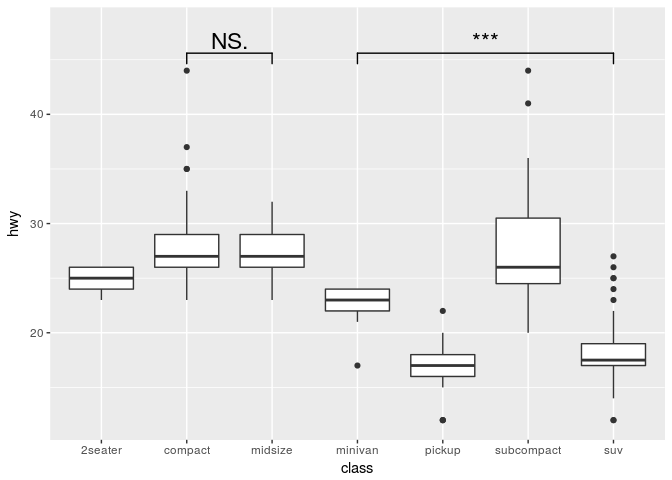 NS.
***
40
30
20
hwy
2seater compact midsize minivan pickup subcompact suv
class